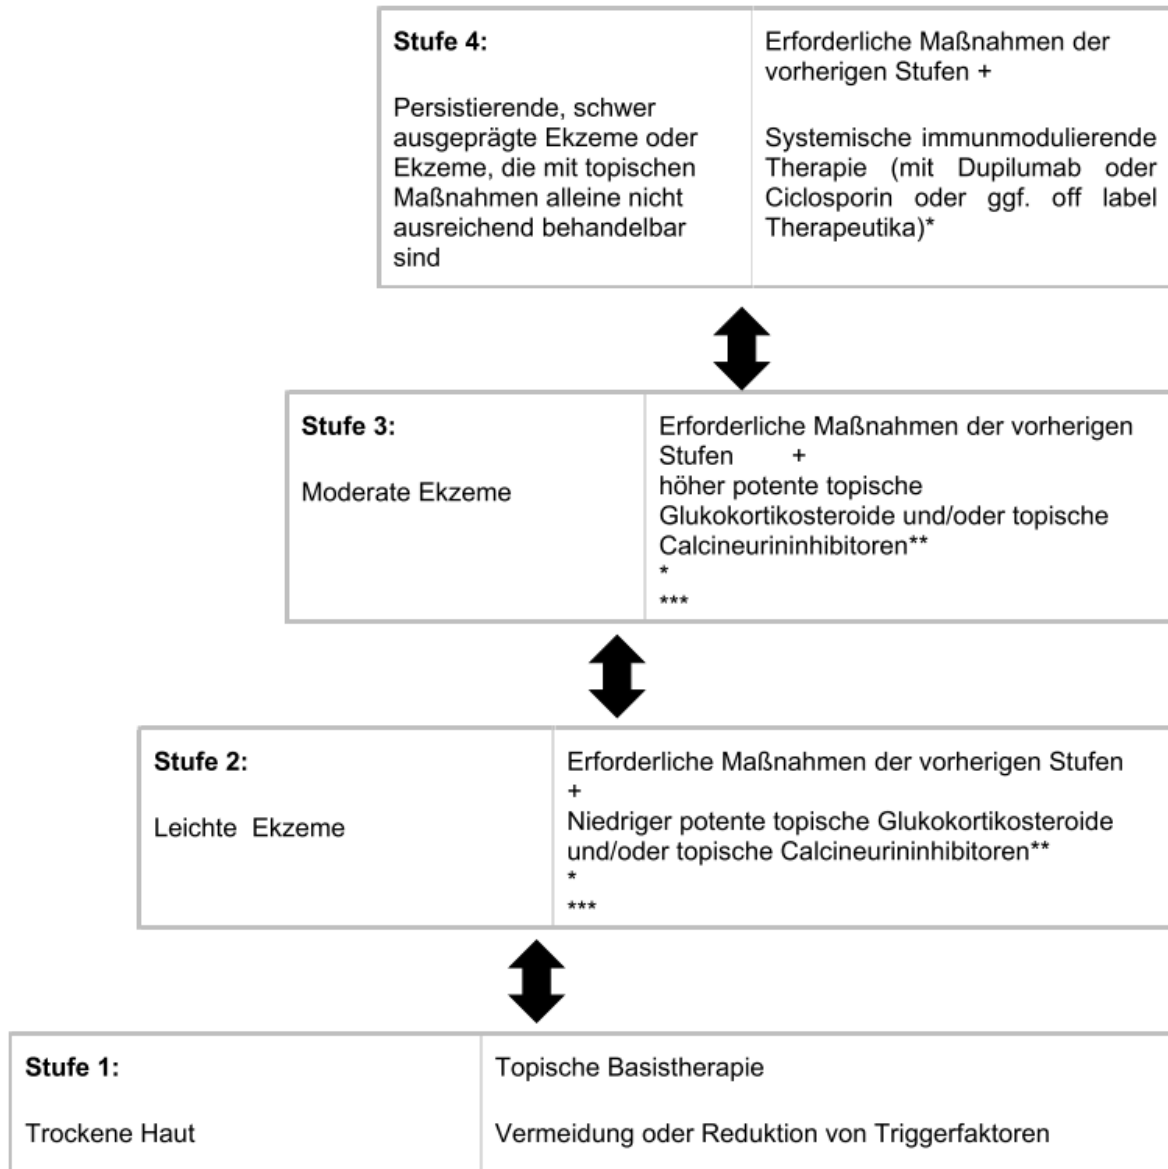 Stufe 4:
Persistierende, schwer
ausgeprägte Ekzeme oder
Ekzeme, die mit topischen
Maßnahmen alleine nicht
ausreichend behandelbar
sind
Erforderliche Maßnahmen der
vorherigen Stufen +
Systemische immunmodulierende
Therapie (mit Dupilumab oder
Ciclosporin oder ggf. off label
Therapeutika)*
Stufe 3:
Moderate Ekzeme
Erforderliche Maßnahmen der vorherigen
Stufen +
höher potente topische
Glukokortikosteroide und/oder topische
Calcineurininhibitoren**
*
***
Stufe 2:
Leichte Ekzeme
Erforderliche Maßnahmen der vorherigen Stufen
+
Niedriger potente topische Glukokortikosteroide
und/oder topische Calcineurininhibitoren**
*
***
Stufe 1:
Trockene Haut
Topische Basistherapie
Vermeidung oder Reduktion von Triggerfaktoren